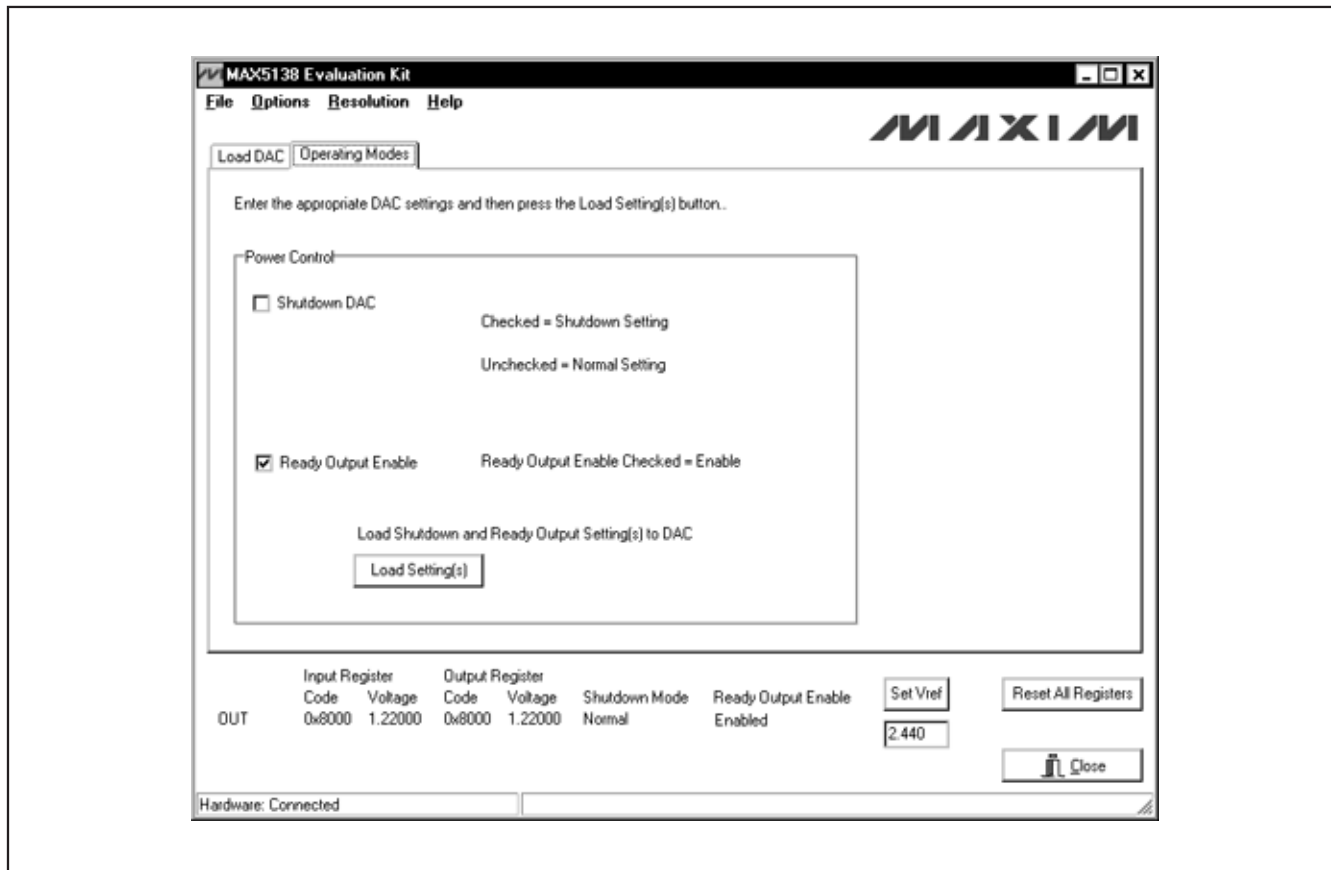 MAX5138 Evaluation Kit
File Options Resolution Help
MAXIM
Load DAC Operating Modes
Enter the appropriate DAC settings and then press the Load Setting(s) button..
Power Control
Shutdown DAC
Checked = Shutdown Setting
Unchecked = Normal Setting
Ready Output Enable Ready Output Enable Checked = Enable
Load Shutdown and Ready Output Setting(s) to DAC
Load Setting(s)
Input Register Output Register
Code Voltage Code Voltage Shutdown Mode Ready Output Enable
OUT 0x8000 1.22000 0x8000 1.22000 Normal Enabled
Set Vref
2.440
Reset All Registers
Close
Hardware: Connected